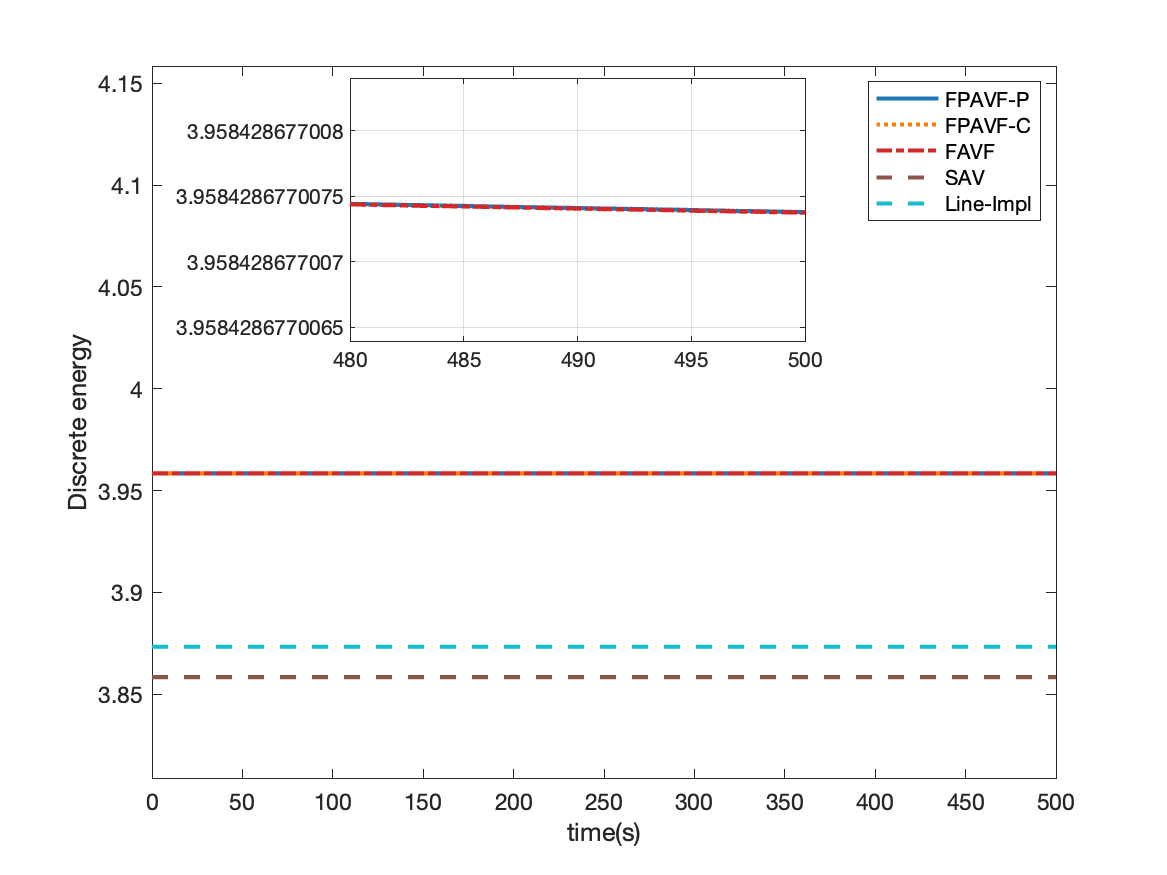 4.15
4.1
4.05
4
3.95
3.9
3.85
Discrete energy
0 50 100 150 200 250 300 350 400 450 500
time(s)
3.958428677008
3.9584286770075
3.958428677007
3.9584286770065
480 485 490 495 500
FPAVF-P
FPAVF-C
FAVF
SAV
Line-Impl